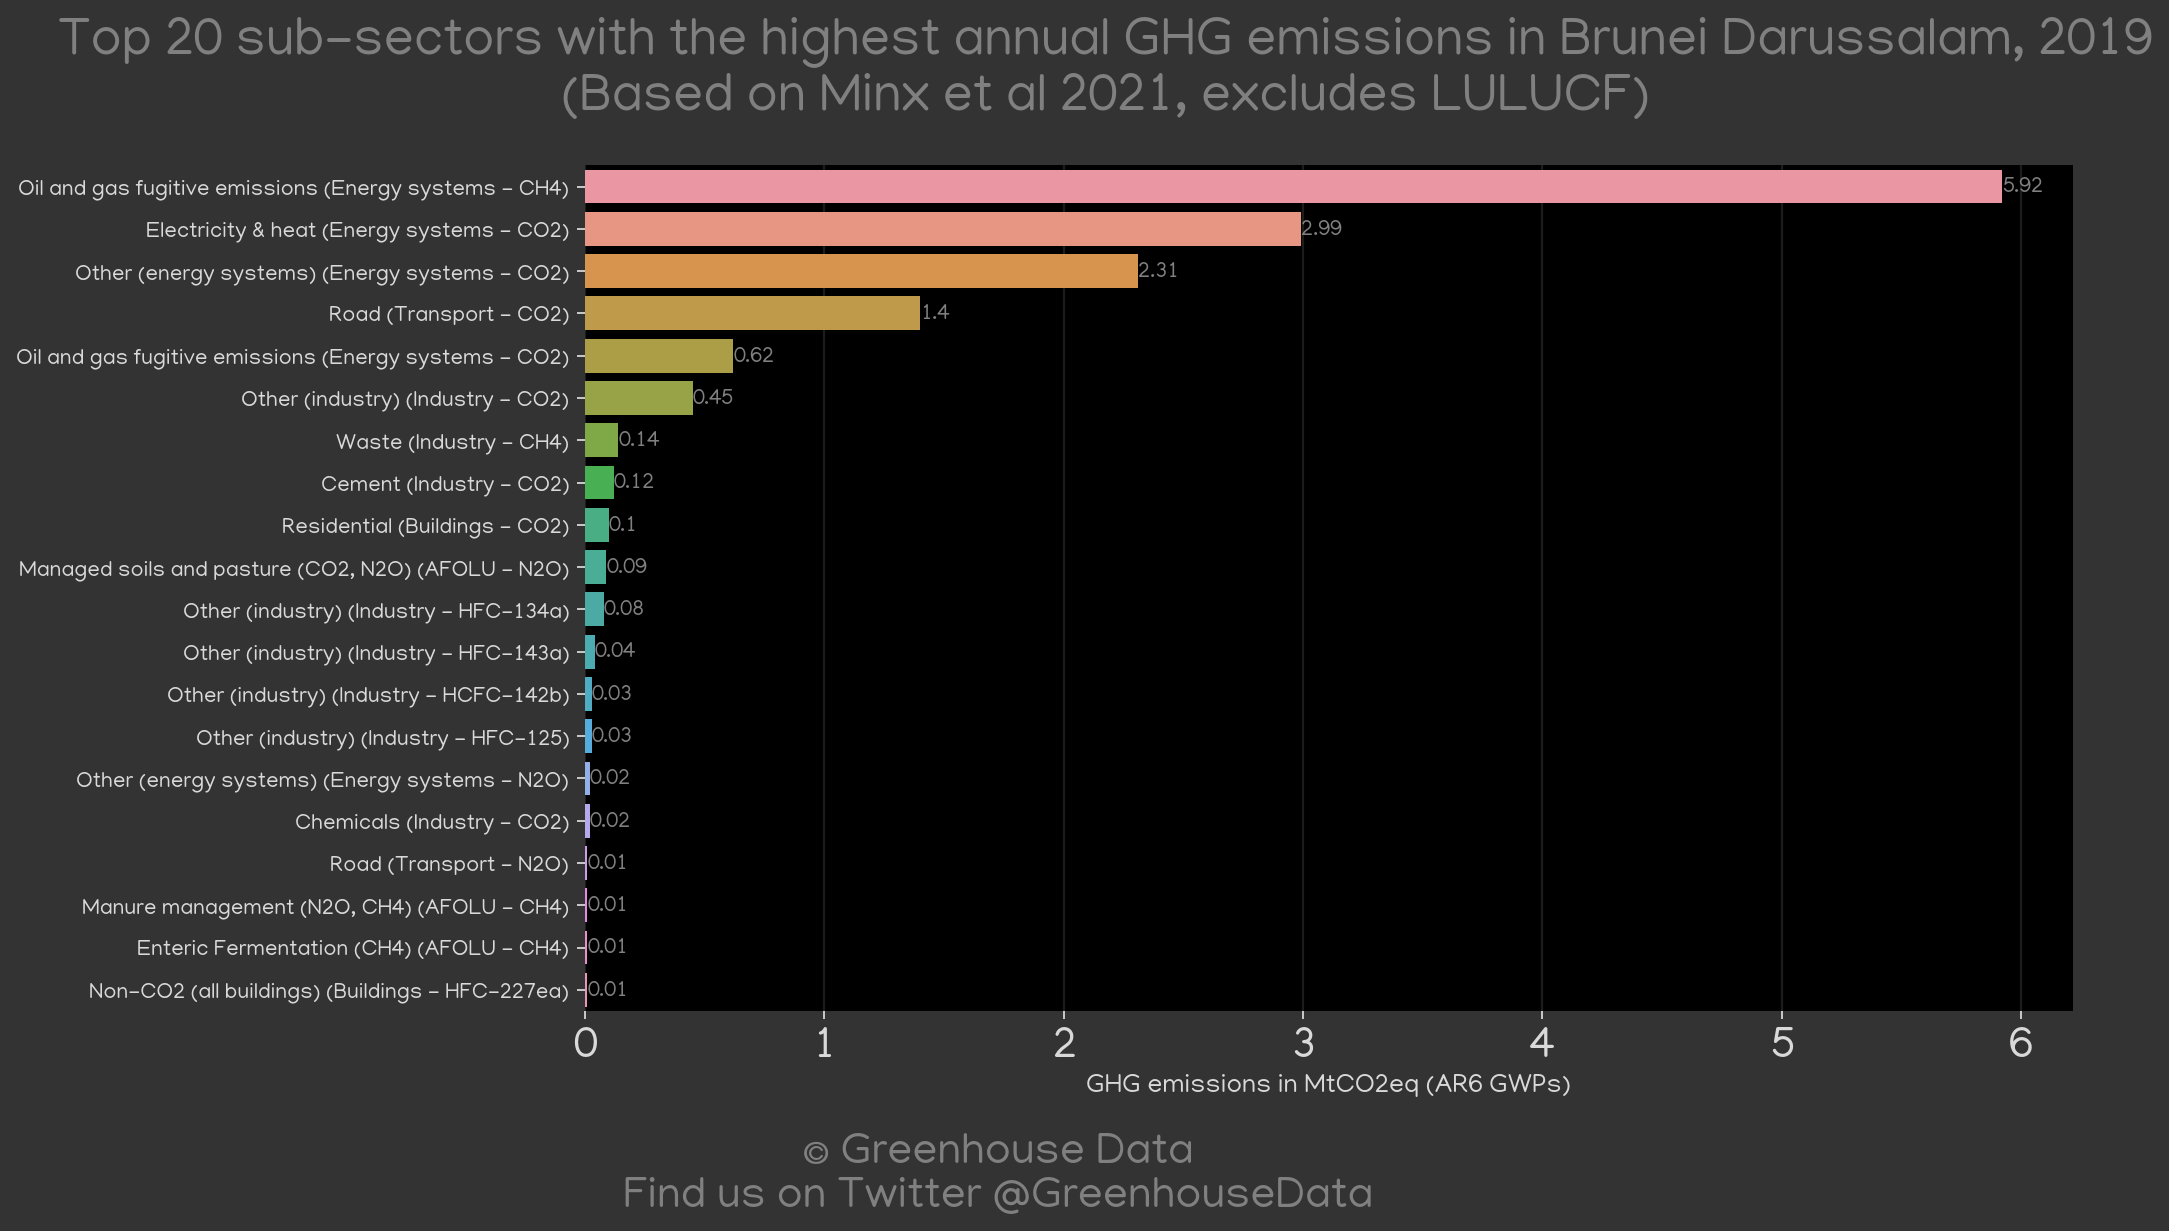 Top 20 sub-sectors with the highest annual GHG emissions in Brunei Darussalam, 2019
(Based on Minx et al 2021, excludes LULUCF)
Oil and gas fugitive emissions (Energy systems - CH4) 5.92
Electricity & heat (Energy systems - CO2) 2.99
Other (energy systems) (Energy systems - CO2) 2.31
Road (Transport - CO2) 1.4
Oil and gas fugitive emissions (Energy systems - CO2) 0.62
Other (industry) (Industry - CO2) 0.45
Waste (Industry - CH4) 0.14
Cement (Industry - CO2) 0.12
Residential (Buildings - CO2) 0.1
Managed soils and pasture (CO2, N2O) (AFOLU - N2O) 0.09
Other (industry) (Industry - HFC-134a) 0.08
Other (industry) (Industry - HFC-143a) 0.04
Other (industry) (Industry - HCFC-142b) 0.03
Other (industry) (Industry - HFC-125) 0.03
Other (energy systems) (Energy systems - N2O) 0.02
Chemicals (Industry - CO2) 0.02
Road (Transport - N2O) 0.01
Manure management (N2O, CH4) (AFOLU - CH4) 0.01
Enteric Fermentation (CH4) (AFOLU - CH4) 0.01
Non-CO2 (all buildings) (Buildings - HFC-227ea) 0.01
0 1 2 3 4 5 6
GHG emissions in MtCO2eq (AR6 GWPs)
© Greenhouse Data
Find us on Twitter @GreenhouseData